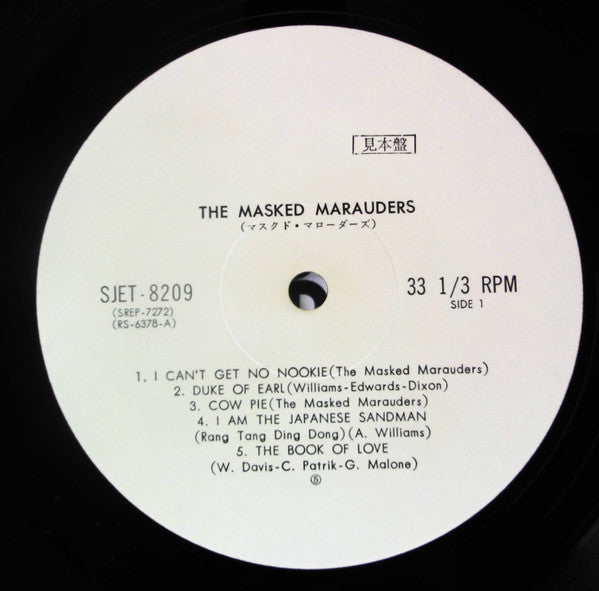 見本盤
THE MASKED MARAUDERS
(マスクド・マローダーズ)
SJET-8209
(SREP-7272)
(RS-6378-A)
33 1/3 RPM
SIDE 1
1. I CAN'T GET NO NOOKIE(The Masked Marauders)
2. DUKE OF EARL(Williams-Edwards-Dixon)
3. COW PIE(The Masked Marauders)
4. I AM THE JAPANESE SANDMAN
(Rang Tang Ding Dong)(A. Williams)
5. THE BOOK OF LOVE
(W. Davis-C. Patrik-G. Malone)